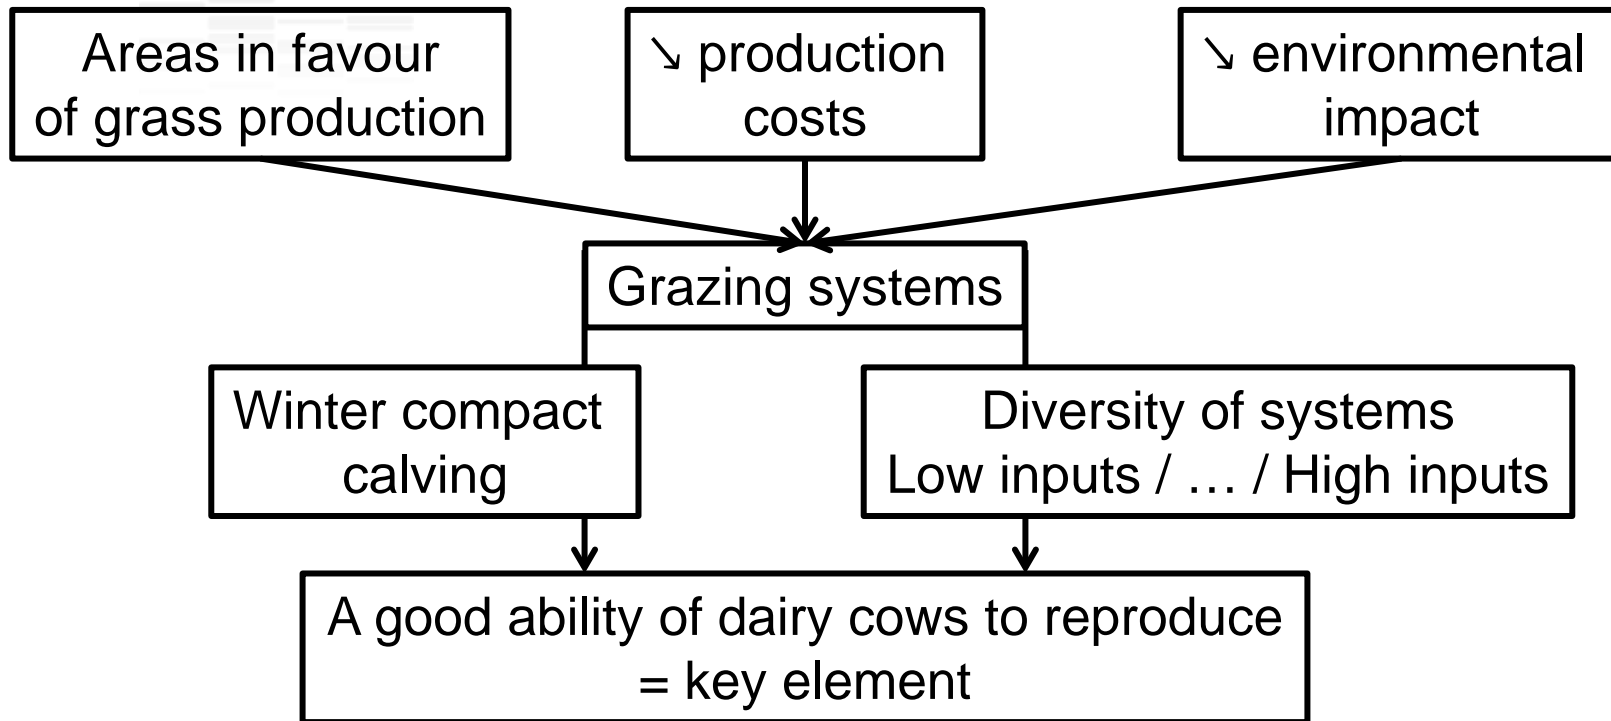 Areas in favour
of grass production
↘ production
costs
↘ environmental
impact
Grazing systems
Winter compact
calving
Diversity of systems
Low inputs / … / High inputs
A good ability of dairy cows to reproduce
= key element